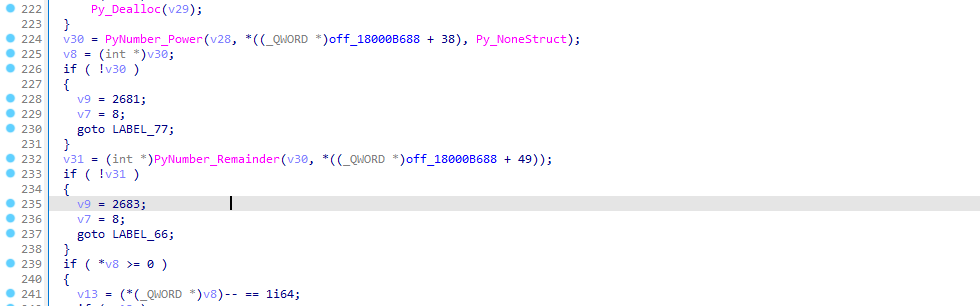 222 Py_Dealloc(v29);
223 }
224 v30 = PyNumber_Power(v28, *((_QWORD *)off_18000B688 + 38), Py_NoneStruct);
225 v8 = (int *)v30;
226 if ( !v30 )
227 {
228 v9 = 2681;
229 v7 = 8;
230 goto LABEL_77;
231 }
232 v31 = (int *)PyNumber_Remainder(v30, *((_QWORD *)off_18000B688 + 49));
233 if ( !v31 )
234 {
235 v9 = 2683;
236 v7 = 8;
237 goto LABEL_66;
238 }
239 if ( *v8 >= 0 )
240 {
241 v13 = (*(_QWORD *)v8)-- == 1i64;